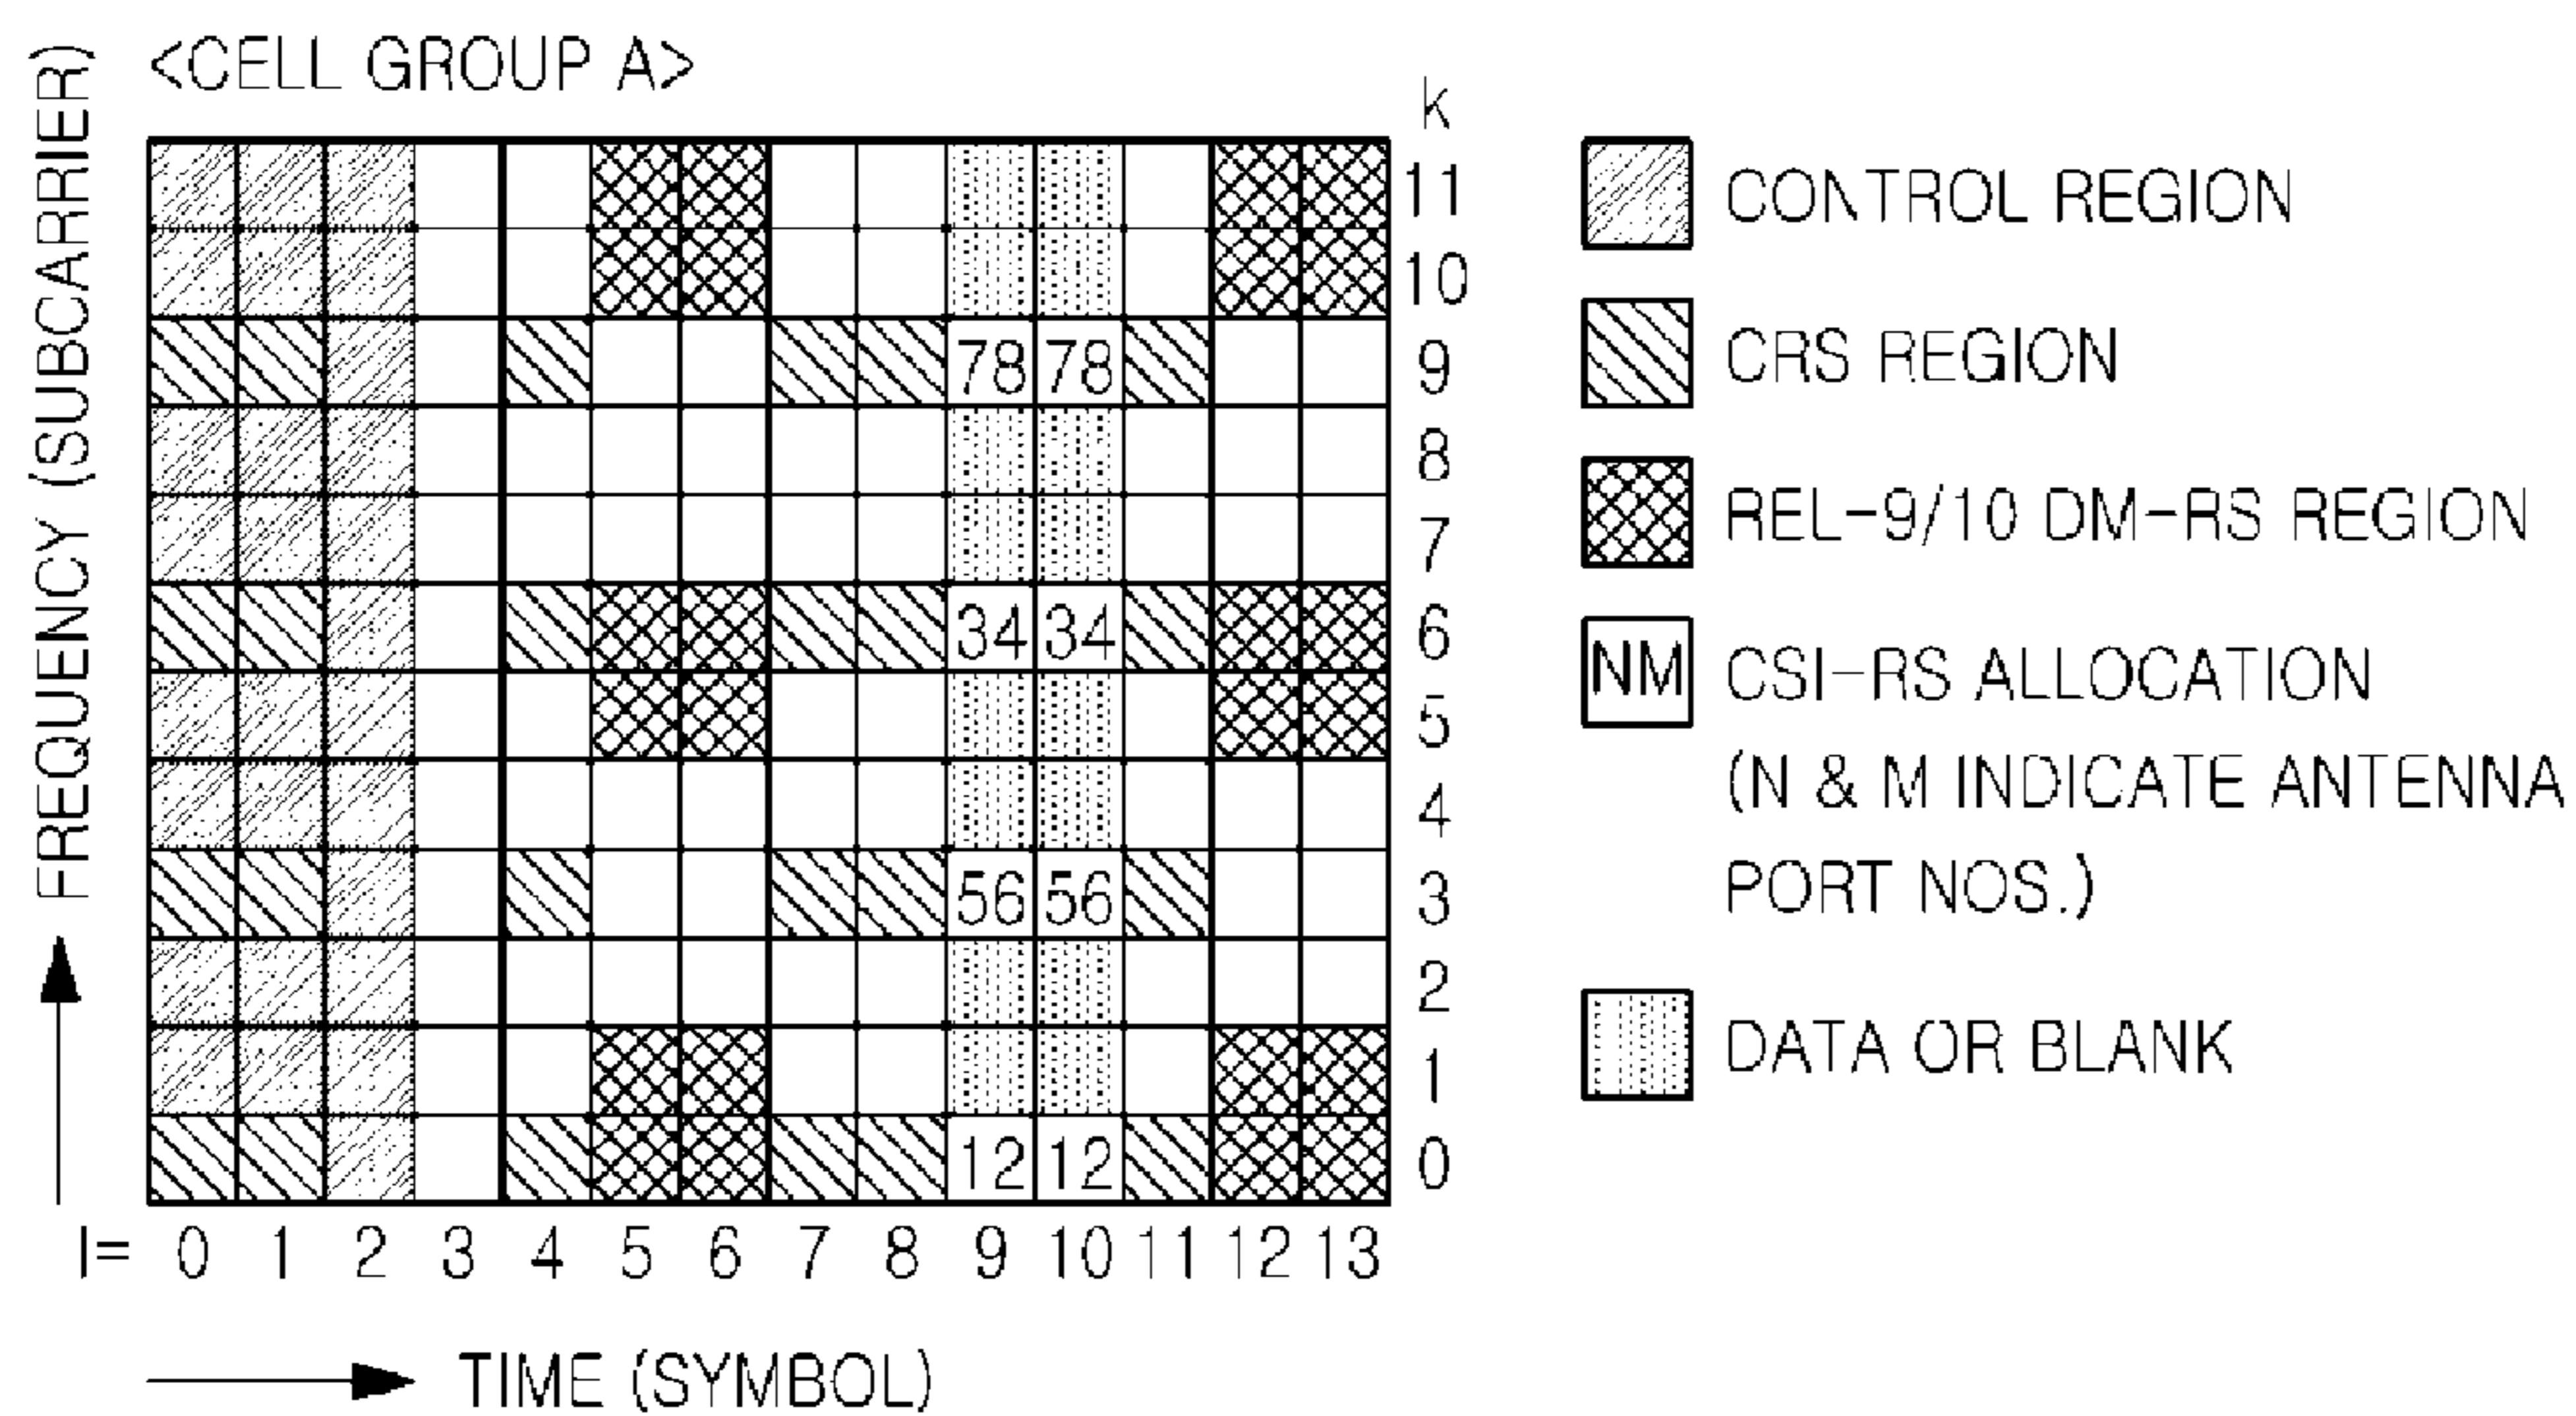 <CELL GROUP A>
FREQUENCY (SUBCARRIER)
k
11
10
78 78 9
8
7
34 34 6
5
4
56 56 3
2
1
12 12 0
l= 0 1 2 3 4 5 6 7 8 9 10 11 12 13
TIME (SYMBOL)
CONTROL REGION
CRS REGION
REL-9/10 DM-RS REGION
NM CSI-RS ALLOCATION
(N & M INDICATE ANTENNA
PORT NOS.)
DATA OR BLANK